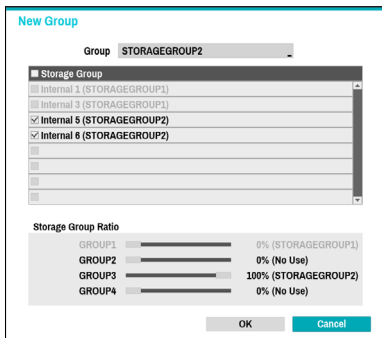 New Group
Group STORAGEGROUP2
Storage Group
Internal 1 (STORAGEGROUP1)
Internal 3 (STORAGEGROUP1)
Internal 5 (STORAGEGROUP2)
Internal 6 (STORAGEGROUP2)
Storage Group Ratio
GROUP1 0% (STORAGEGROUP1)
GROUP2 0% (No Use)
GROUP3 100% (STORAGEGROUP2)
GROUP4 0% (No Use)
OK Cancel